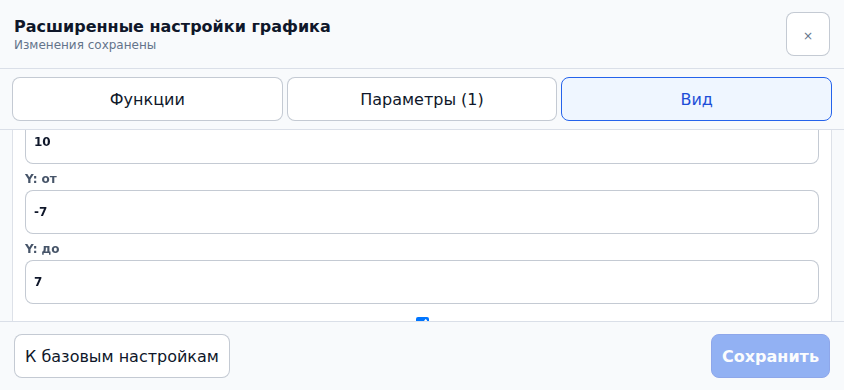 Расширенные настройки графика
Изменения сохранены
×
Функции
Параметры (1)
Вид
10
Y: от
-7
Y: до
7
К базовым настройкам
Сохранить